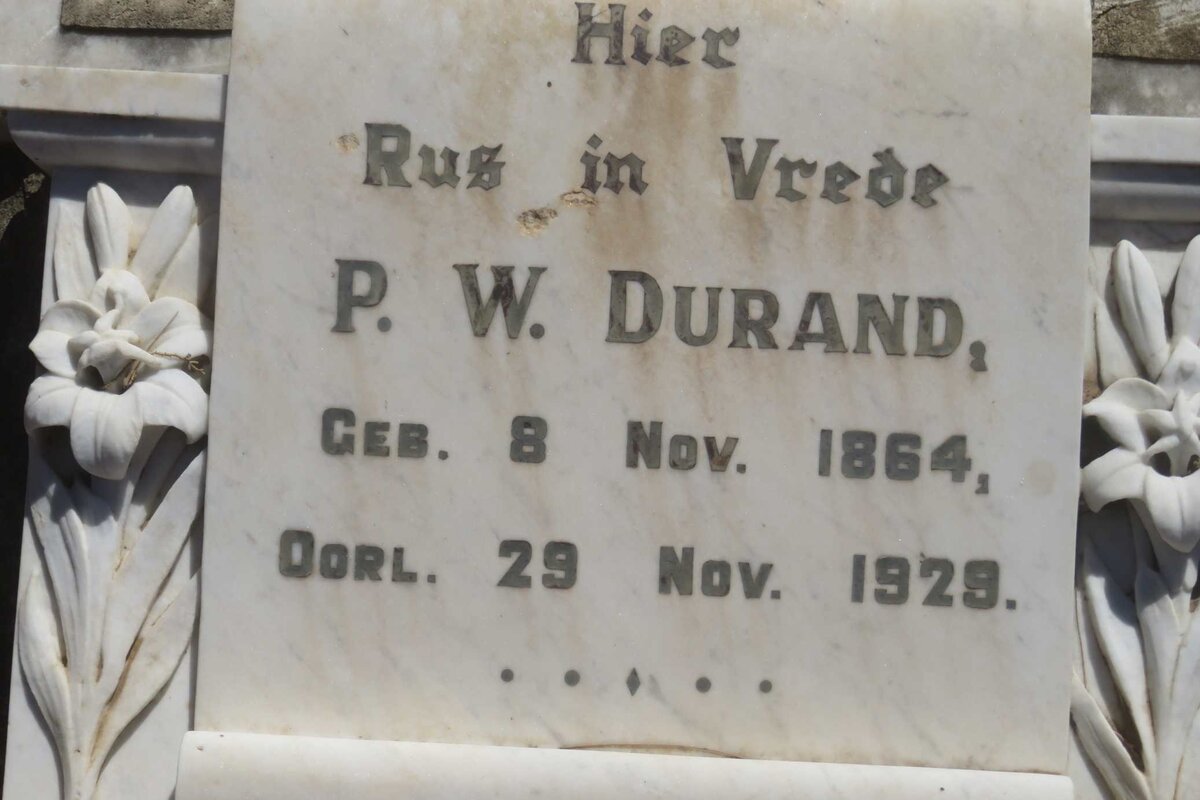 Hier
Rus in Vrede
P. W. DURAND,
GEB. 8 NOV. 1864,
OORL. 29 NOV. 1929.